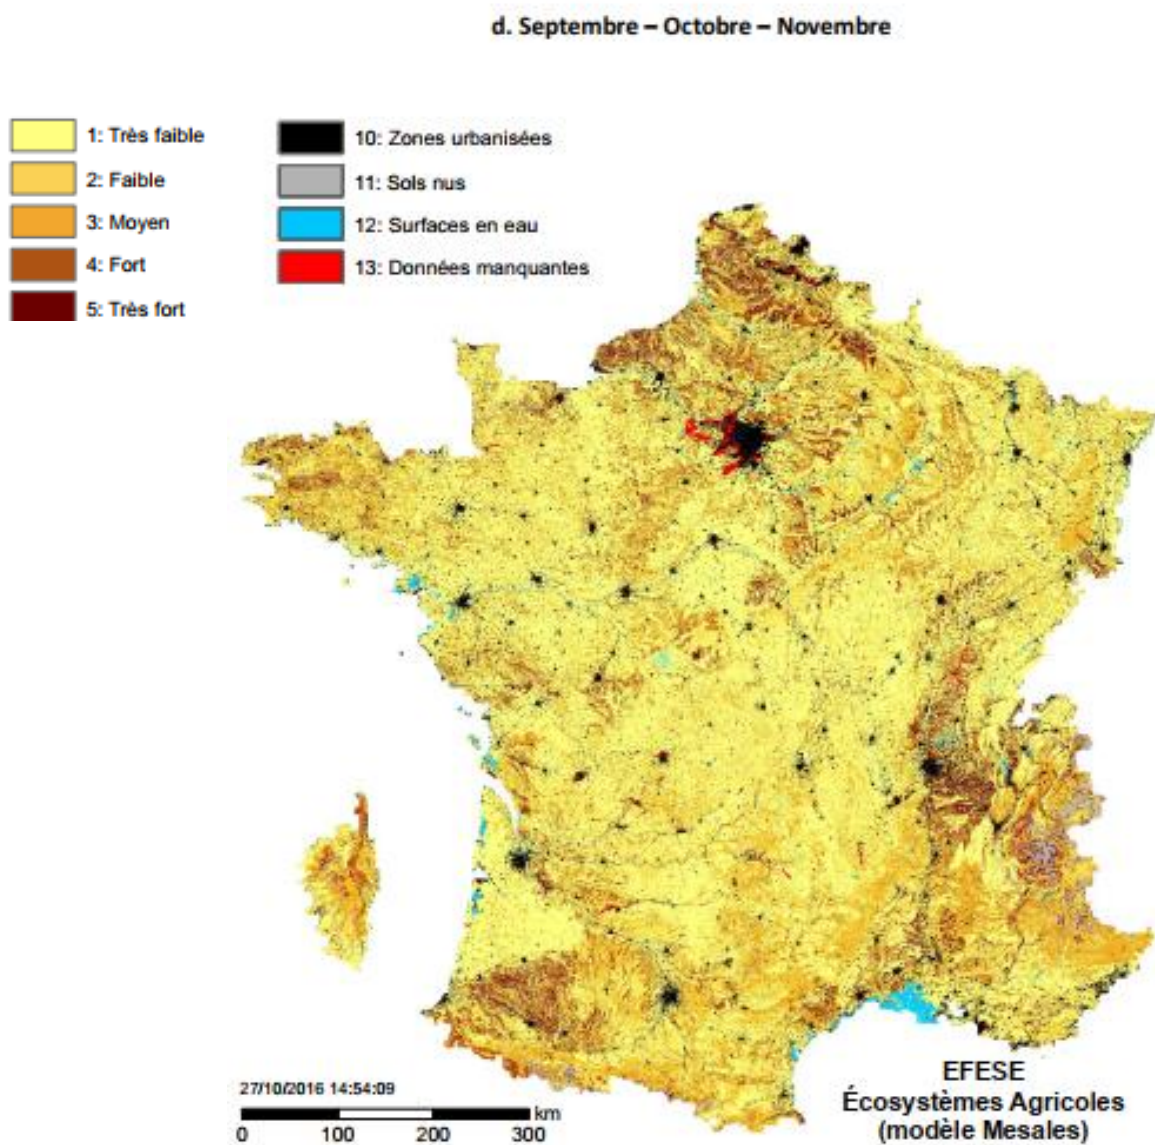 d. Septembre – Octobre – Novembre
1: Très faible
2: Faible
3: Moyen
4: Fort
5: Très fort
10: Zones urbanisées
11: Sols nus
12: Surfaces en eau
13: Données manquantes
27/10/2016 14:54:09
km
0 100 200 300
EFESE
Écosystèmes Agricoles
(modèle Mesales)